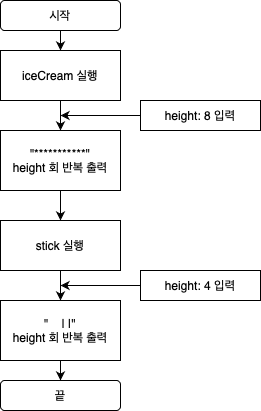 시작
iceCream 실행
height: 8 입력
"***********"
height 회 반복 출력
stick 실행
height: 4 입력
"    | |"
height 회 반복 출력
끝